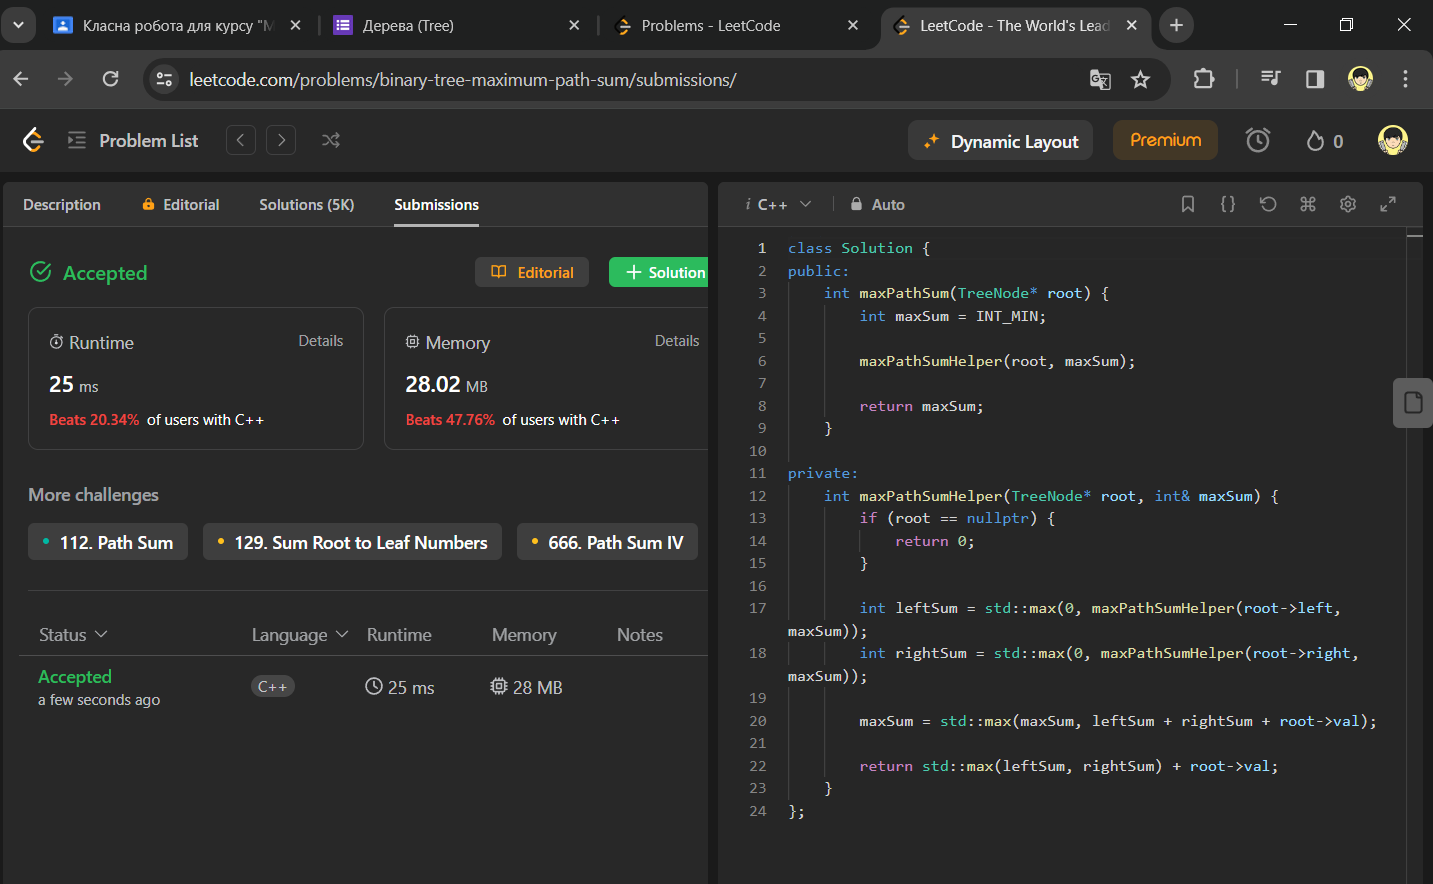 Класна робота для курсу "М
Дерева (Tree)
Problems - LeetCode
LeetCode - The World's Lead
leetcode.com/problems/binary-tree-maximum-path-sum/submissions/
Problem List
Dynamic Layout
Premium
0
Description
Editorial
Solutions (5K)
Submissions
Accepted
Editorial
Solution
Runtime
Details
25 ms
Beats 20.34% of users with C++
Memory
Details
28.02 MB
Beats 47.76% of users with C++
More challenges
112. Path Sum
129. Sum Root to Leaf Numbers
666. Path Sum IV
Status Language Runtime Memory Notes
Accepted
a few seconds ago
C++
25 ms
28 MB
i C++
Auto
1 class Solution {
2 public:
3 int maxPathSum(TreeNode* root) {
4 int maxSum = INT_MIN;
5
6 maxPathSumHelper(root, maxSum);
7
8 return maxSum;
9 }
10
11 private:
12 int maxPathSumHelper(TreeNode* root, int& maxSum) {
13 if (root == nullptr) {
14 return 0;
15 }
16
17 int leftSum = std::max(0, maxPathSumHelper(root->left,
maxSum));
18 int rightSum = std::max(0, maxPathSumHelper(root->right,
maxSum));
19
20 maxSum = std::max(maxSum, leftSum + rightSum + root->val);
21
22 return std::max(leftSum, rightSum) + root->val;
23 }
24 };